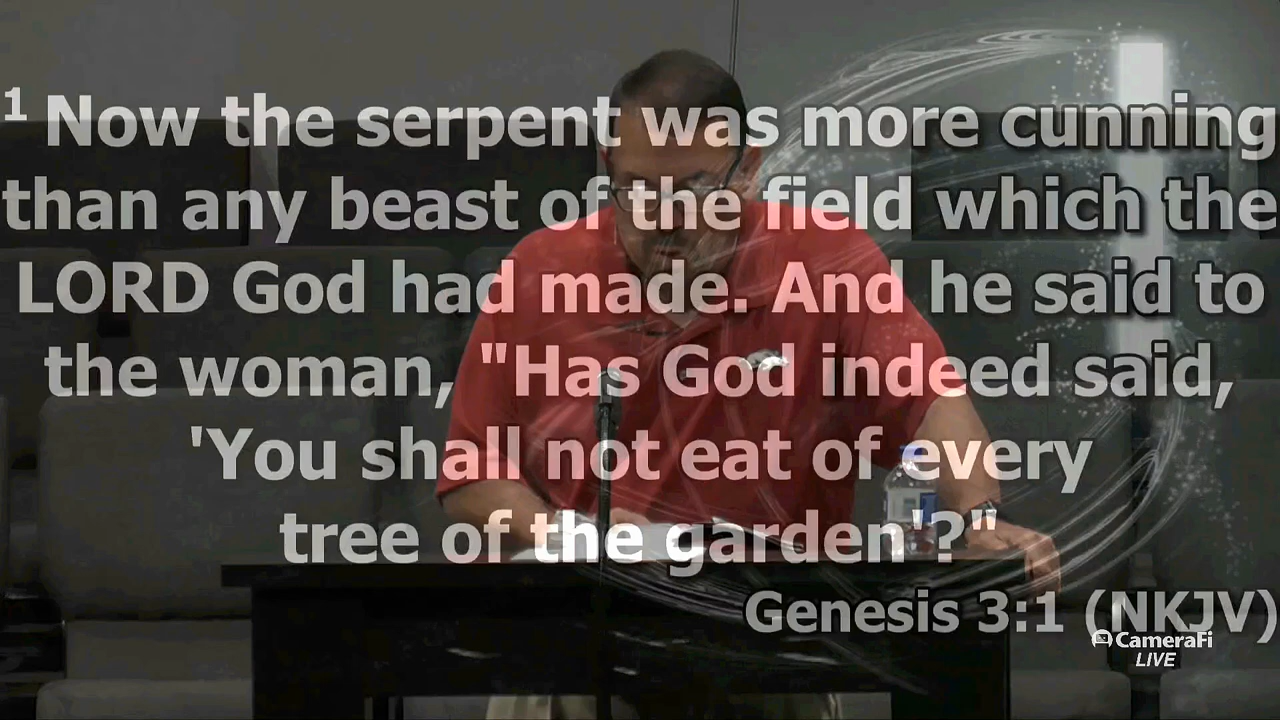 1 Now the serpent was more cunning
than any beast of the field which the
LORD God had made. And he said to
the woman, "Has God indeed said,
'You shall not eat of every
tree of the garden'?"
Genesis 3:1 (NKJV)
CameraFi
LIVE